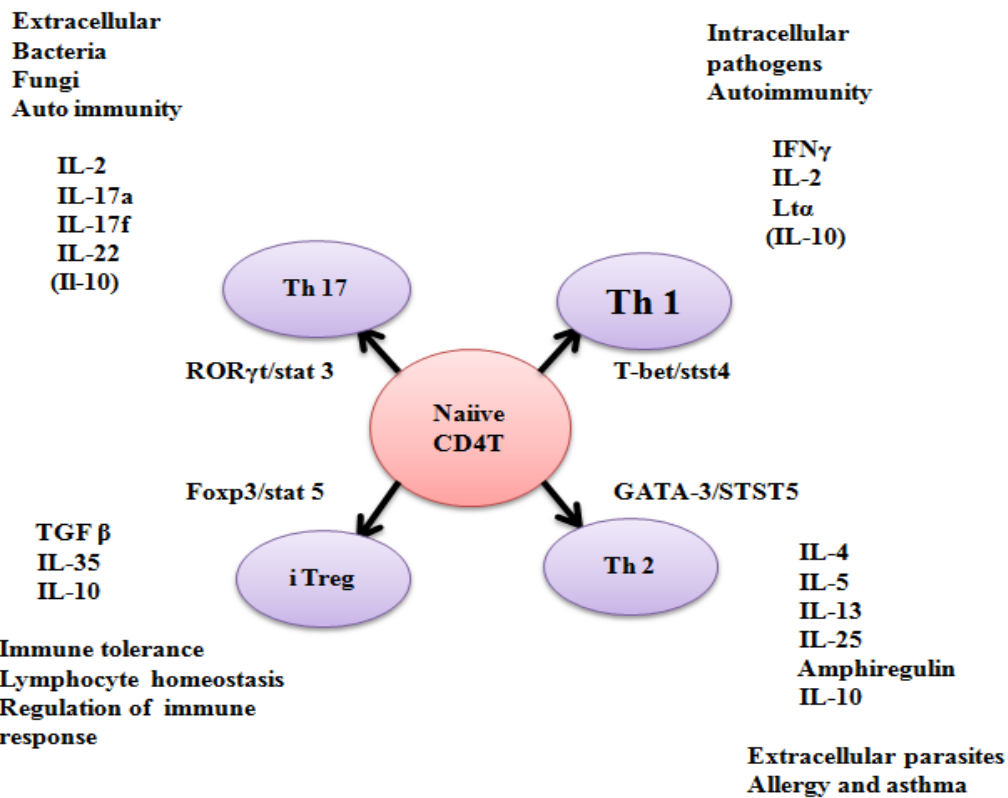 Extracellular
Bacteria
Fungi
Auto immunity
Intracellular
pathogens
Autoimmunity
IL-2
IL-17a
IL-17f
IL-22
(Il-10)
IFNγ
IL-2
Ltα
(IL-10)
Th 17
Th 1
RORγt/stat 3
T-bet/stst4
Naiive
CD4T
Foxp3/stat 5
GATA-3/STST5
TGF β
IL-35
IL-10
i Treg
Th 2
IL-4
IL-5
IL-13
IL-25
Amphiregulin
IL-10
Immune tolerance
Lymphocyte homeostasis
Regulation of immune
response
Extracellular parasites
Allergy and asthma